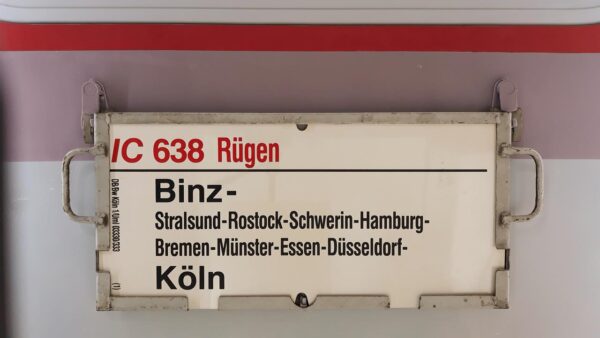 IC 638 Rügen
Binz-
Stralsund-Rostock-Schwerin-Hamburg-
Bremen-Münster-Essen-Düsseldorf-
Köln